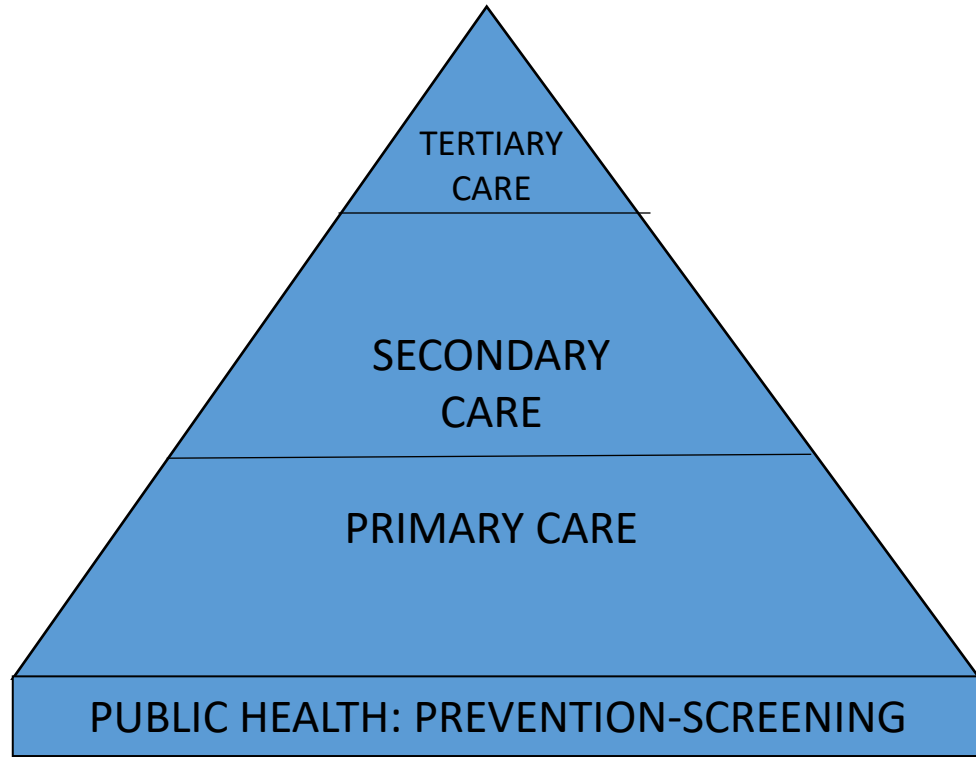 TERTIARY
CARE
SECONDARY
CARE
PRIMARY CARE
PUBLIC HEALTH: PREVENTION-SCREENING